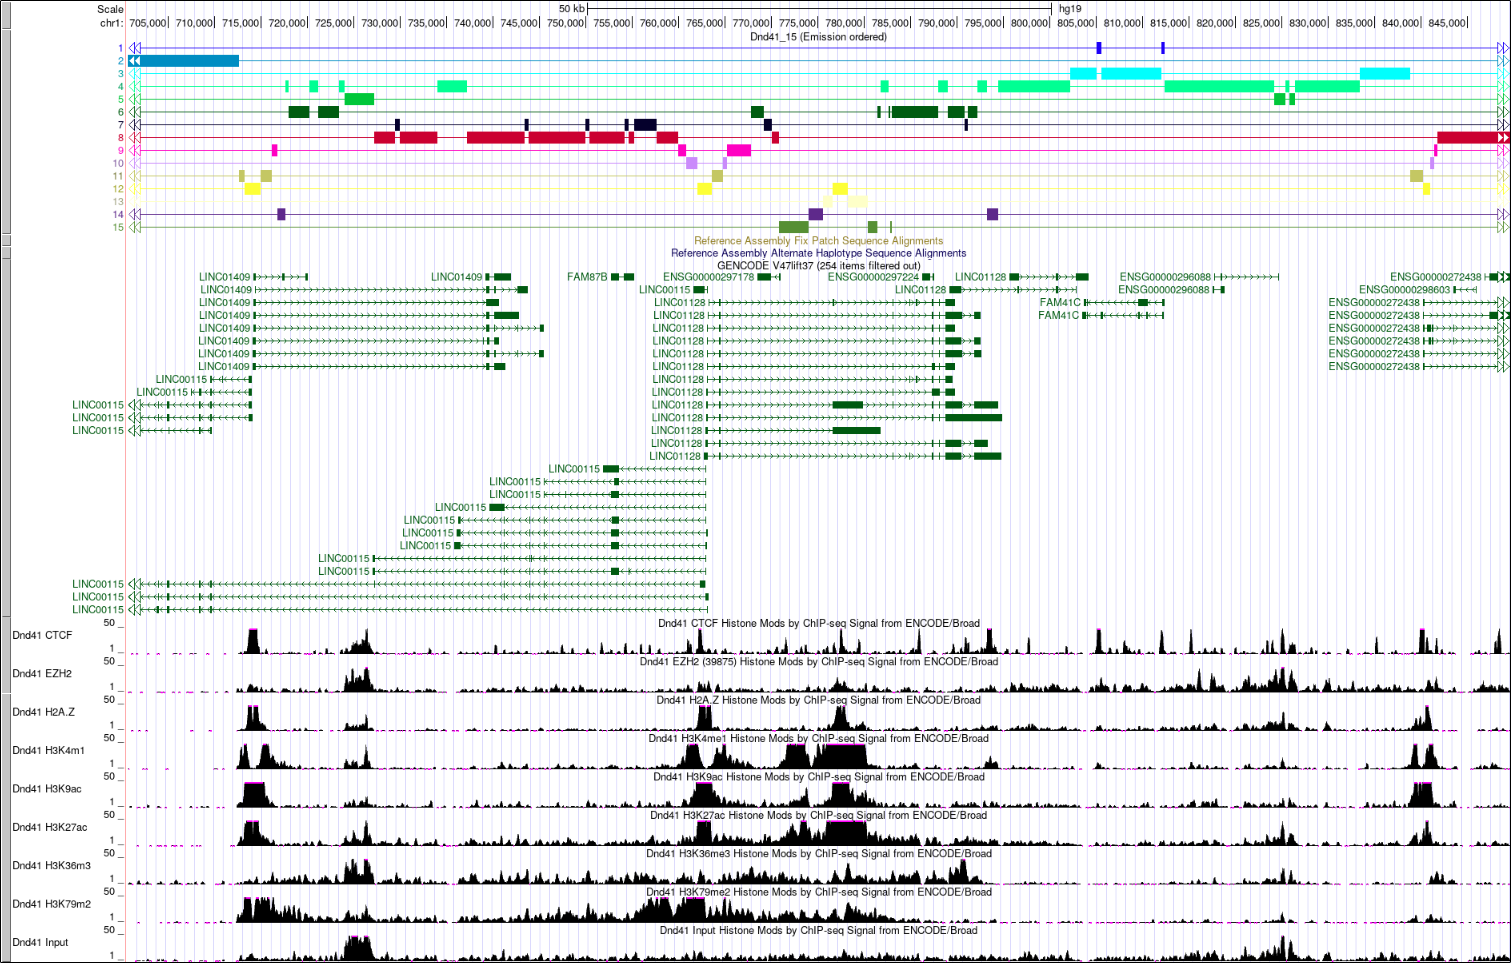 Scale 50 kb hg19
chr1: 705,000 710,000 715,000 720,000 725,000 730,000 735,000 740,000 745,000 750,000 755,000 760,000 765,000 770,000 775,000 780,000 785,000 790,000 795,000 800,000 805,000 810,000 815,000 820,000 825,000 830,000 835,000 840,000 845,000
Dnd41_15 (Emission ordered)
1
2
3
4
5
6
7
8
9
10
11
12
13
14
15
Reference Assembly Fix Patch Sequence Alignments
Reference Assembly Alternate Haplotype Sequence Alignments
GENCODE V47lift37 (254 items filtered out)
LINC01409 LINC01409 FAM87B ENSG00000297178 ENSG00000297224 LINC01128 ENSG00000296088 ENSG00000272438
LINC01409 LINC00115 LINC01128 ENSG00000296088 ENSG00000298603
LINC01409 LINC01128 FAM41C ENSG00000272438
LINC01409 LINC01128 FAM41C ENSG00000272438
LINC01409 LINC01128 ENSG00000272438
LINC01409 LINC01128 ENSG00000272438
LINC01409 LINC01128 ENSG00000272438
LINC01409 LINC01128 ENSG00000272438
LINC00115 LINC01128
LINC00115 LINC01128
LINC00115 LINC01128
LINC00115 LINC01128
LINC00115 LINC01128
LINC01128
LINC01128
LINC00115
LINC00115
LINC00115
LINC00115
LINC00115
LINC00115
LINC00115
LINC00115
LINC00115
LINC00115
LINC00115
LINC00115
50 Dnd41 CTCF Histone Mods by ChIP-seq Signal from ENCODE/Broad
Dnd41 CTCF
1
50 Dnd41 EZH2 (39875) Histone Mods by ChIP-seq Signal from ENCODE/Broad
Dnd41 EZH2
1
50 Dnd41 H2A.Z Histone Mods by ChIP-seq Signal from ENCODE/Broad
Dnd41 H2A.Z
1
50 Dnd41 H3K4me1 Histone Mods by ChIP-seq Signal from ENCODE/Broad
Dnd41 H3K4m1
1
50 Dnd41 H3K9ac Histone Mods by ChIP-seq Signal from ENCODE/Broad
Dnd41 H3K9ac
1
50 Dnd41 H3K27ac Histone Mods by ChIP-seq Signal from ENCODE/Broad
Dnd41 H3K27ac
1
50 Dnd41 H3K36me3 Histone Mods by ChIP-seq Signal from ENCODE/Broad
Dnd41 H3K36m3
1
50 Dnd41 H3K79me2 Histone Mods by ChIP-seq Signal from ENCODE/Broad
Dnd41 H3K79m2
1
50 Dnd41 Input Histone Mods by ChIP-seq Signal from ENCODE/Broad
Dnd41 Input
1